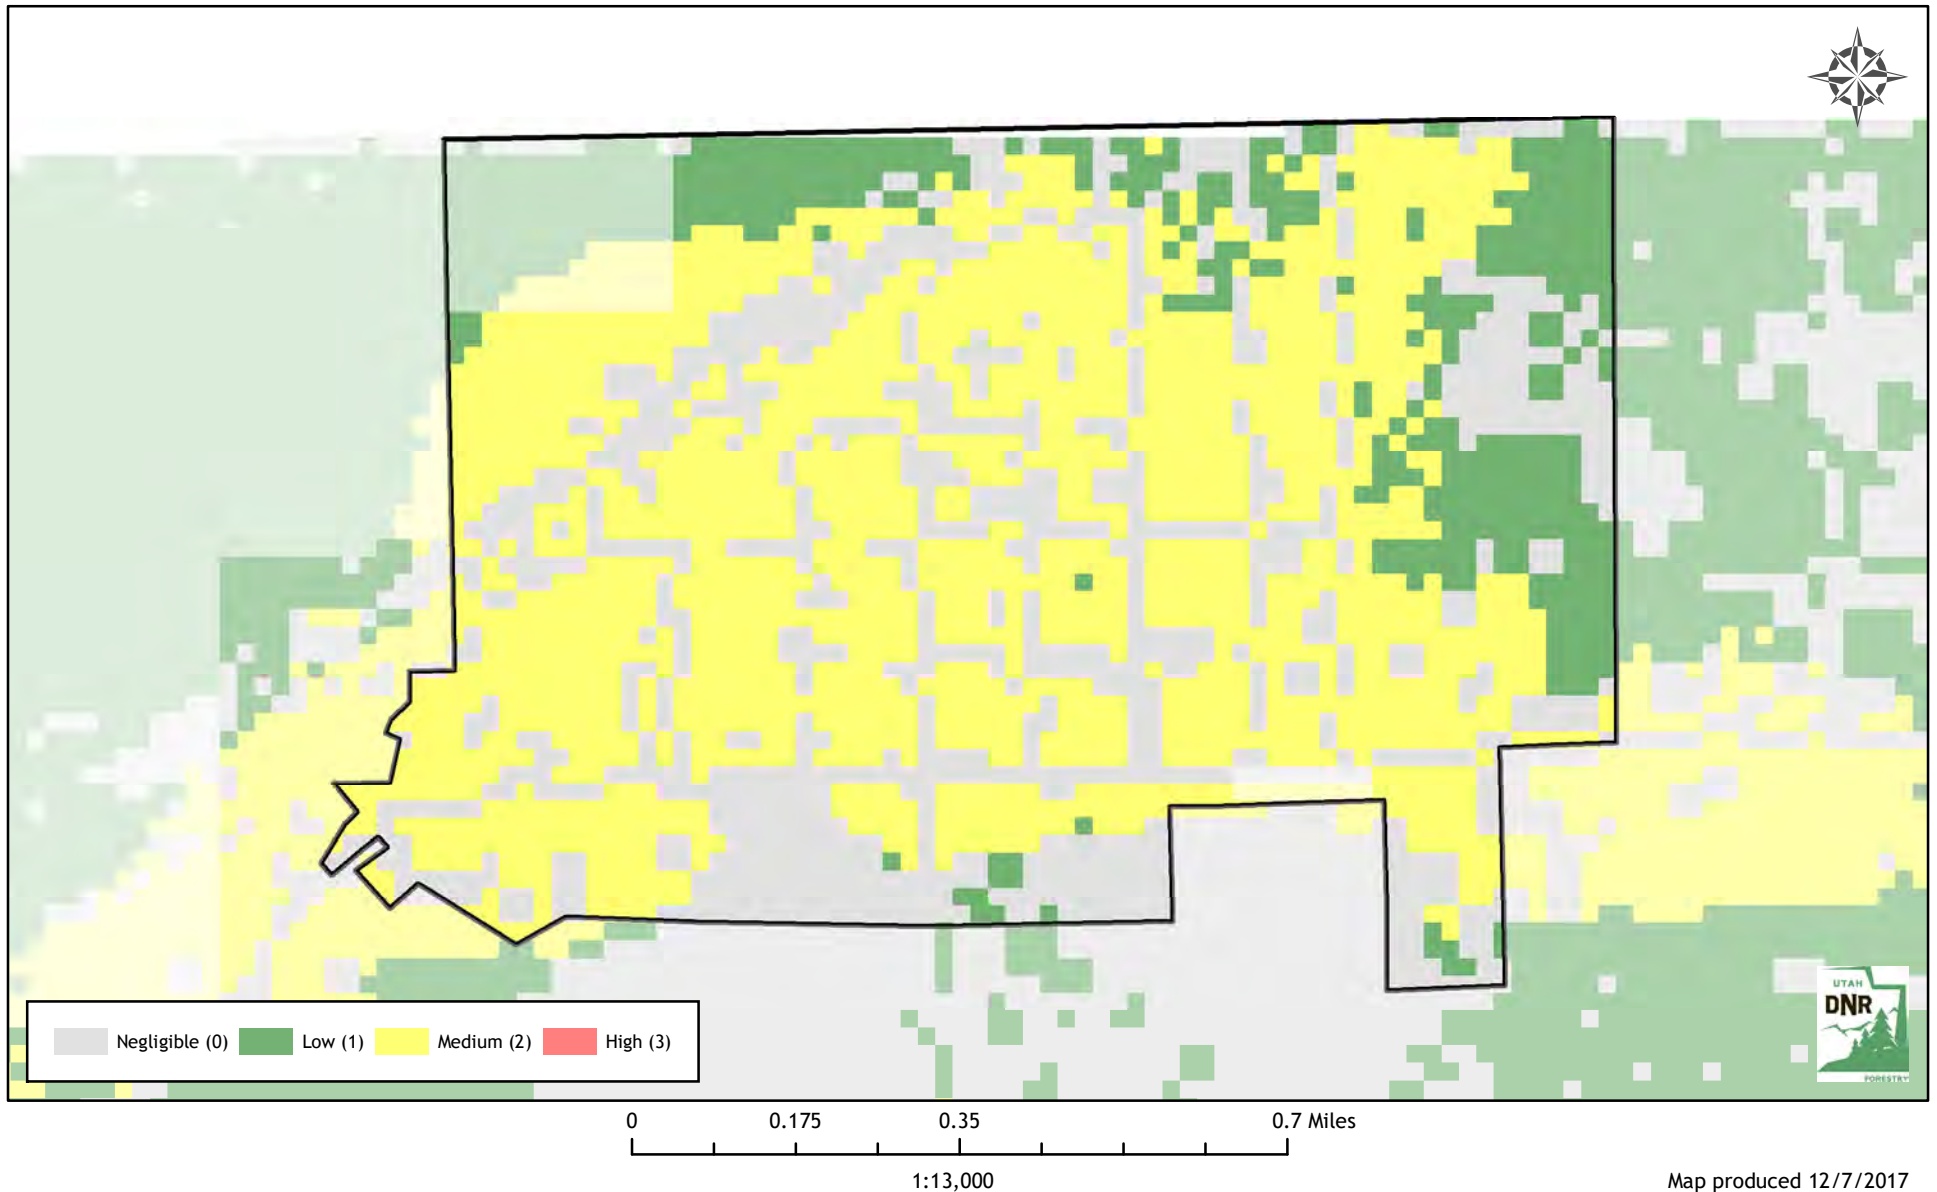 UTAH
DNR
FORESTRY
Negligible (0) Low (1) Medium (2) High (3)
0 0.175 0.35 0.7 Miles
1:13,000
Map produced 12/7/2017